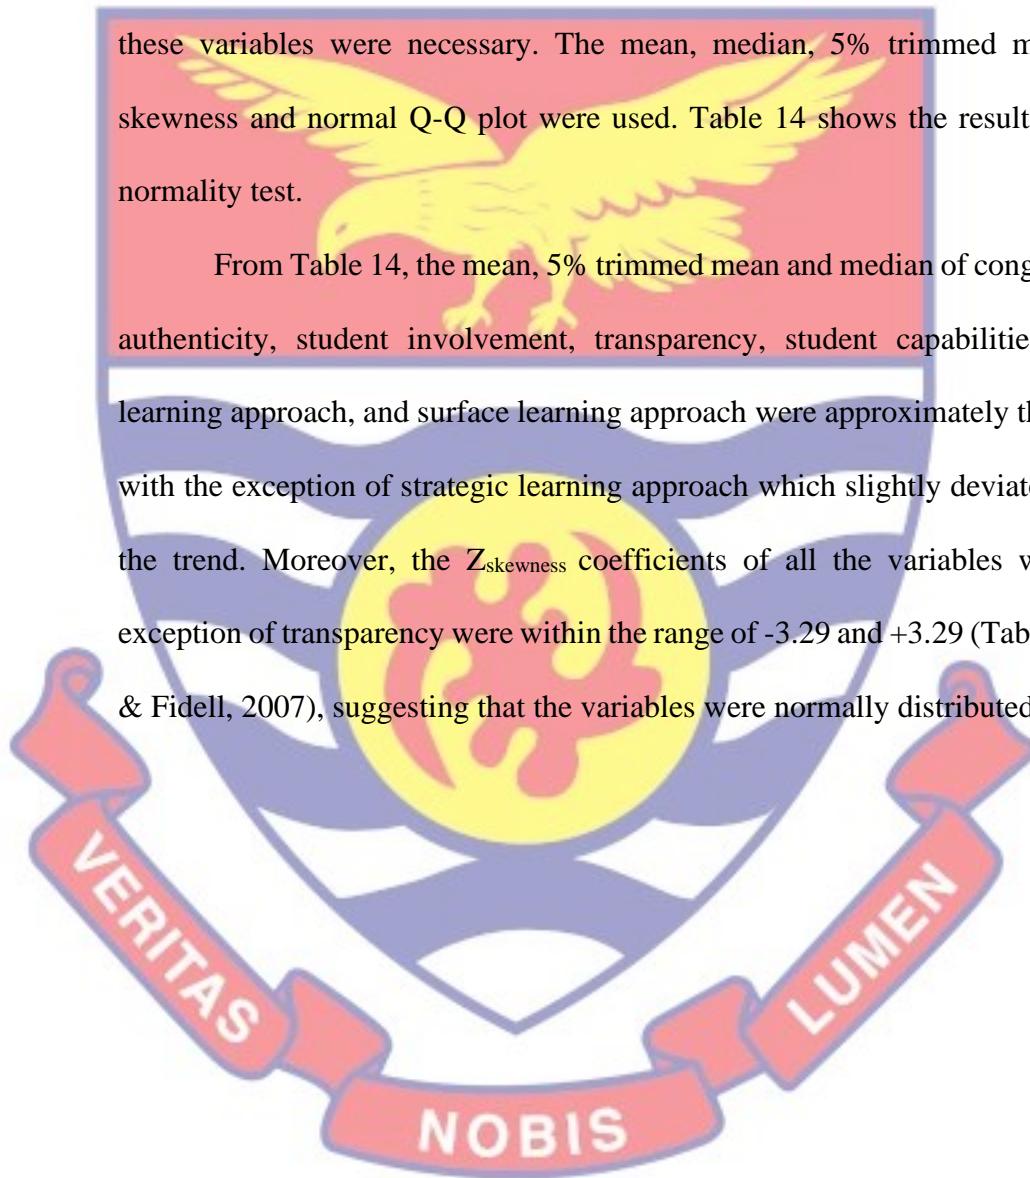 these variables were necessary. The mean, median, 5% trimmed m
skewness and normal Q-Q plot were used. Table 14 shows the result
normality test.
From Table 14, the mean, 5% trimmed mean and median of cong
authenticity, student involvement, transparency, student capabilitie
learning approach, and surface learning approach were approximately th
with the exception of strategic learning approach which slightly deviate
the trend. Moreover, the Zskewness coefficients of all the variables w
exception of transparency were within the range of -3.29 and +3.29 (Tab
& Fidell, 2007), suggesting that the variables were normally distributed
VERITAS
NOBIS
LUMEN